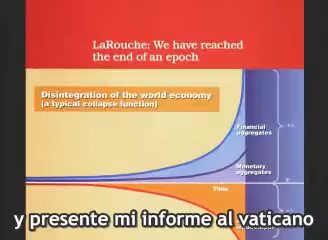 LaRouche: We have reached
the end of an epoch
Disintegration of the world economy
(a typical collapse function)
Financial
aggregates
Monetary
aggregates
Time
y presente mi informe al vaticano